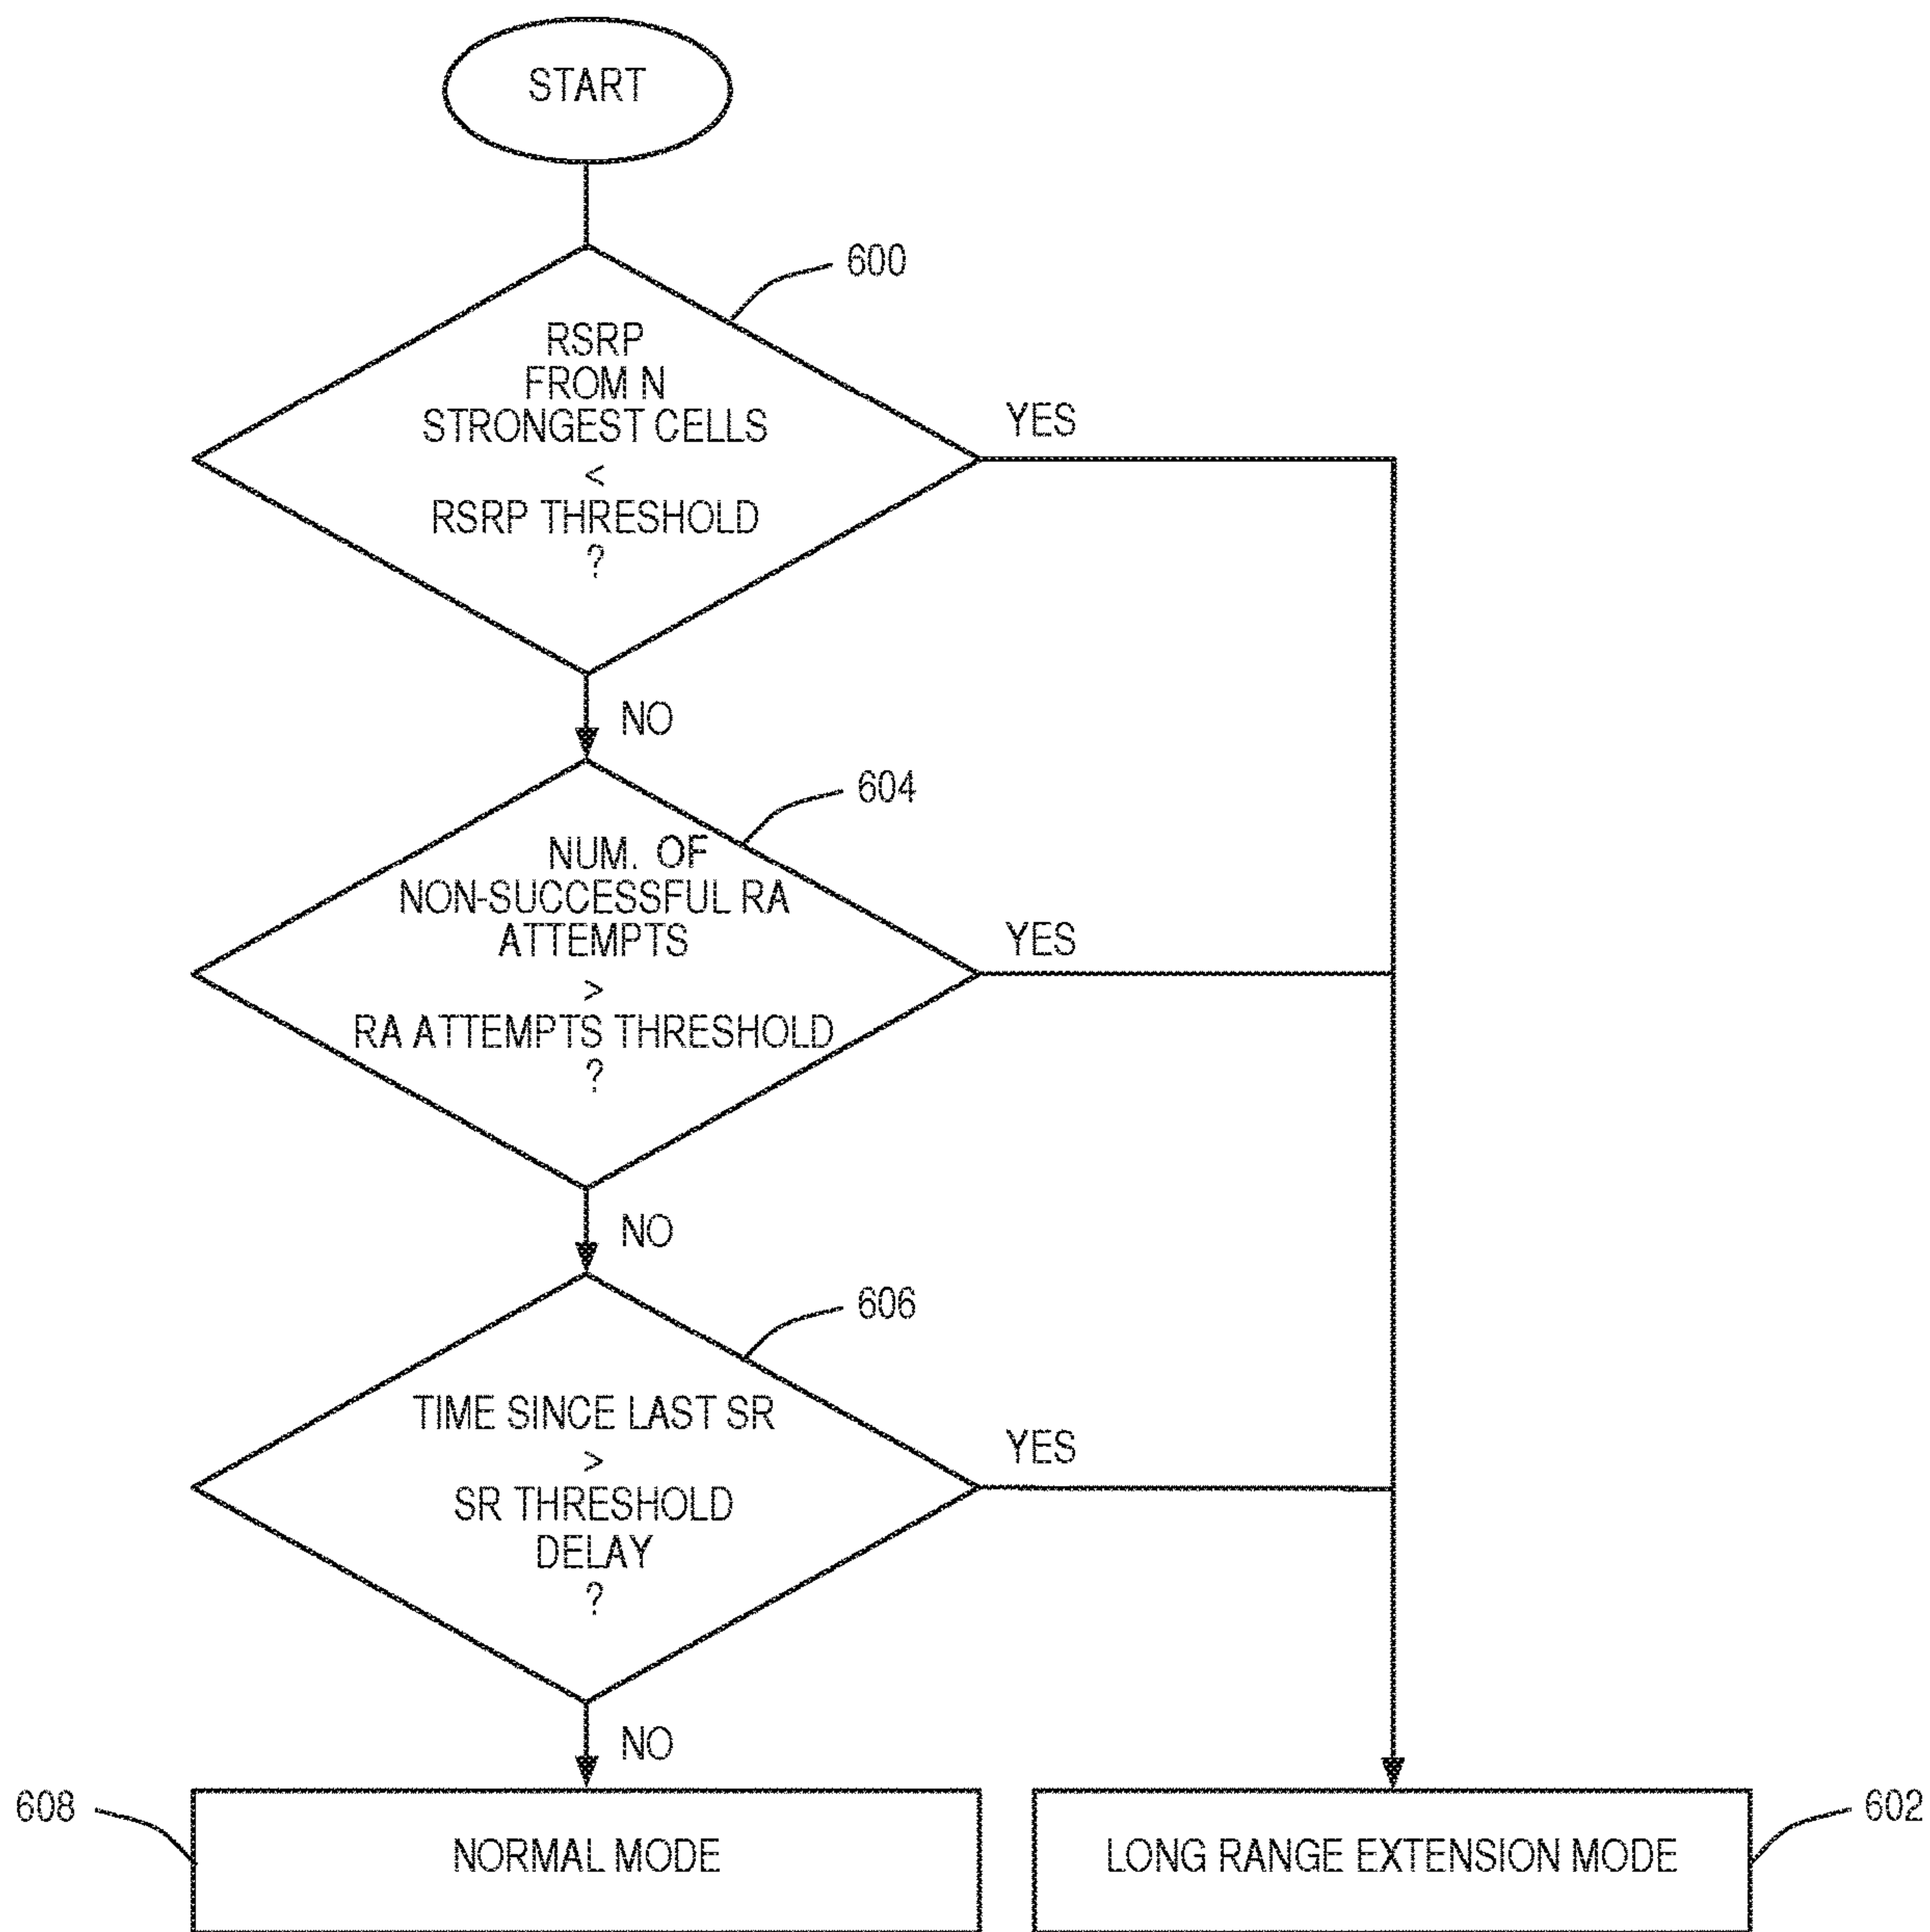 START
600
RSRP
FROM N
STRONGEST CELLS
<
RSRP THRESHOLD
?
YES
NO
604
NUM. OF
NON-SUCCESSFUL RA
ATTEMPTS
>
RA ATTEMPTS THRESHOLD
?
YES
NO
606
TIME SINCE LAST SR
>
SR THRESHOLD
DELAY
?
YES
NO
608
NORMAL MODE
LONG RANGE EXTENSION MODE
602